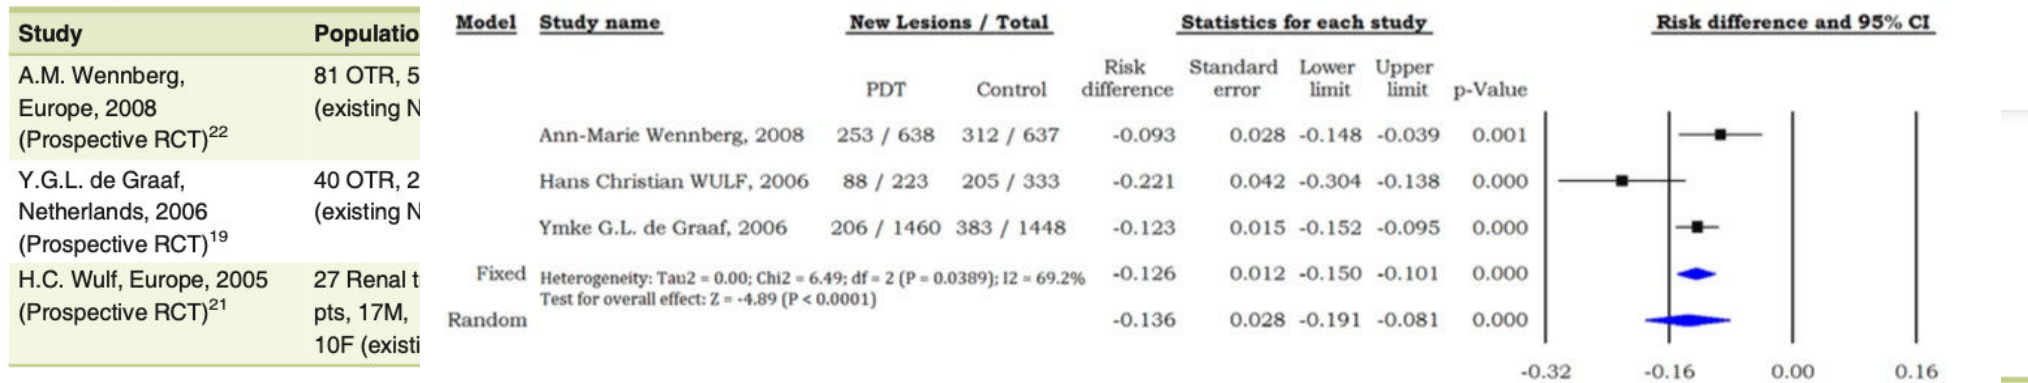 Study Populatio
A.M. Wennberg, 81 OTR, 5
Europe, 2008 (existing N
(Prospective RCT)22
Y.G.L. de Graaf, 40 OTR, 2
Netherlands, 2006 (existing N
(Prospective RCT)19
H.C. Wulf, Europe, 2005 27 Renal t
(Prospective RCT)21 pts, 17M,
10F (existi
Model Study name New Lesions / Total Statistics for each study Risk difference and 95% CI
Risk Standard Lower Upper
PDT Control difference error limit limit p-Value
Ann-Marie Wennberg, 2008 253 / 638 312 / 637 -0.093 0.028 -0.148 -0.039 0.001
Hans Christian WULF, 2006 88 / 223 205 / 333 -0.221 0.042 -0.304 -0.138 0.000
Ymke G.L. de Graaf, 2006 206 / 1460 383 / 1448 -0.123 0.015 -0.152 -0.095 0.000
Fixed Heterogeneity: Tau2 = 0.00; Chi2 = 6.49; df = 2 (P = 0.0389); I2 = 69.2% -0.126 0.012 -0.150 -0.101 0.000
Test for overall effect: Z = -4.89 (P < 0.0001)
Random -0.136 0.028 -0.191 -0.081 0.000
-0.32 -0.16 0.00 0.16